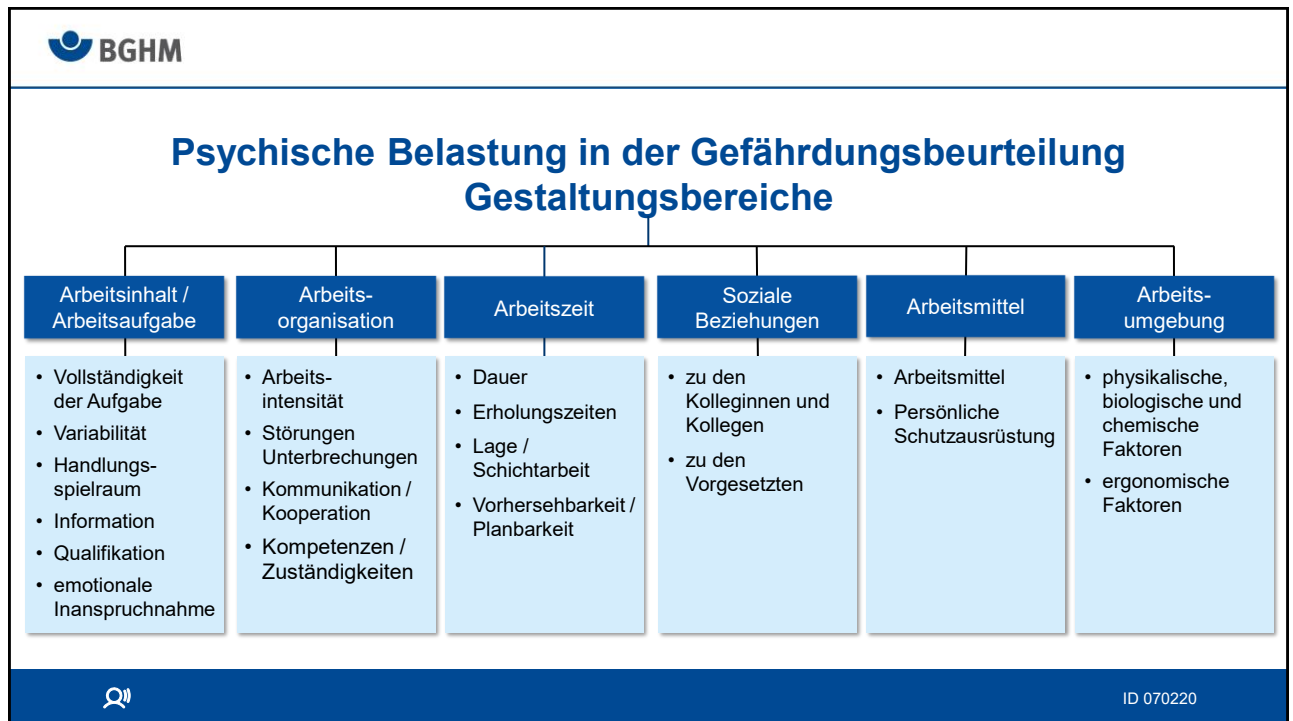 BGHM
Psychische Belastung in der Gefährdungsbeurteilung
Gestaltungsbereiche
Arbeitsinhalt /
Arbeitsaufgabe
• Vollständigkeit
der Aufgabe
• Variabilität
• Handlungs-
spielraum
• Information
• Qualifikation
• emotionale
Inanspruchnahme
Arbeits-
organisation
• Arbeits-
intensität
• Störungen
Unterbrechungen
• Kommunikation /
Kooperation
• Kompetenzen /
Zuständigkeiten
Arbeitszeit
• Dauer
• Erholungszeiten
• Lage /
Schichtarbeit
• Vorhersehbarkeit /
Planbarkeit
Soziale
Beziehungen
• zu den
Kolleginnen und
Kollegen
• zu den
Vorgesetzten
Arbeitsmittel
• Arbeitsmittel
• Persönliche
Schutzausrüstung
Arbeits-
umgebung
• physikalische,
biologische und
chemische
Faktoren
• ergonomische
Faktoren
ID 070220